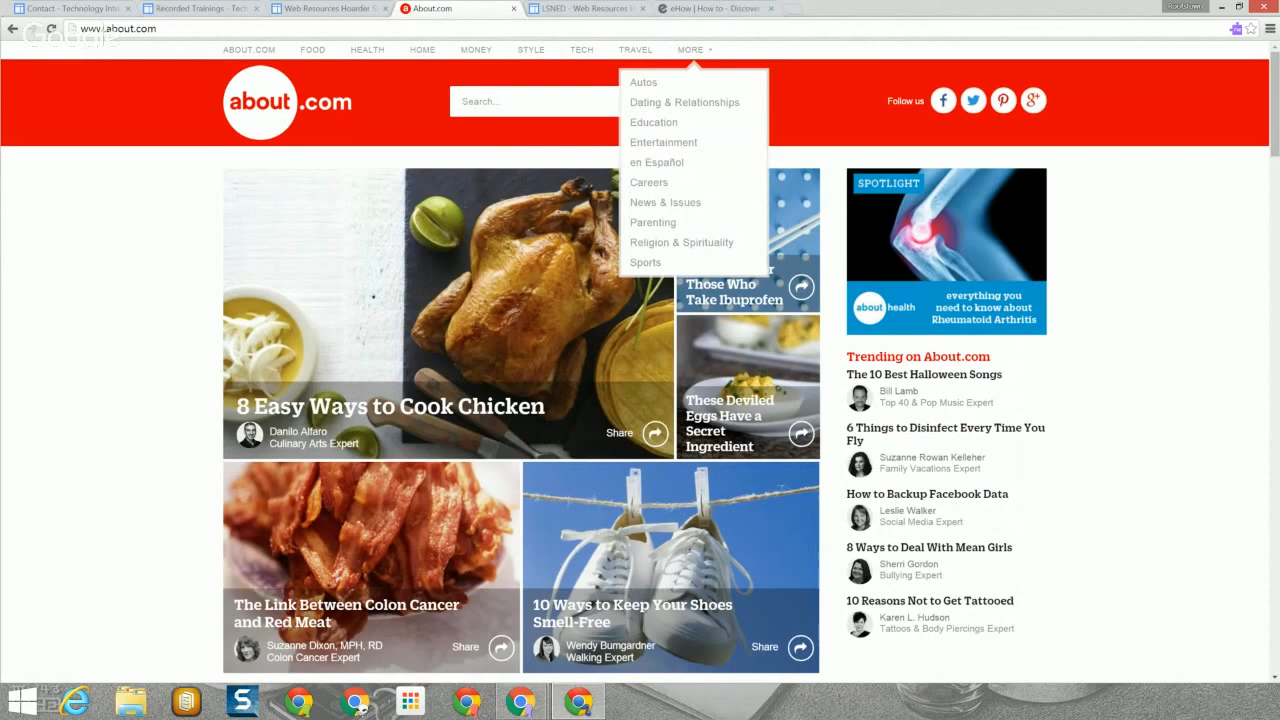 Contact - Technology Int
Recorded Trainings - Tech
Web Resources Hoarder S
About.com
LSNED - Web Resources H
eHow | How to - Discover
Rootstown
www.about.com
ABOUT.COM FOOD HEALTH HOME MONEY STYLE TECH TRAVEL MORE
about.com
Search...
Follow us
Autos
Dating & Relationships
Education
Entertainment
en Español
Careers
News & Issues
Parenting
Religion & Spirituality
Sports
8 Easy Ways to Cook Chicken
Danilo Alfaro
Culinary Arts Expert
Share
Those Who
Take Ibuprofen
These Deviled
Eggs Have a
Secret
Ingredient
The Link Between Colon Cancer
and Red Meat
Suzanne Dixon, MPH, RD
Colon Cancer Expert
Share
10 Ways to Keep Your Shoes
Smell-Free
Wendy Bumgardner
Walking Expert
Share
SPOTLIGHT
about health
everything you
need to know about
Rheumatoid Arthritis
Trending on About.com
The 10 Best Halloween Songs
Bill Lamb
Top 40 & Pop Music Expert
6 Things to Disinfect Every Time You
Fly
Suzanne Rowan Kelleher
Family Vacations Expert
How to Backup Facebook Data
Leslie Walker
Social Media Expert
8 Ways to Deal With Mean Girls
Sherri Gordon
Bullying Expert
10 Reasons Not to Get Tattooed
Karen L. Hudson
Tattoos & Body Piercings Expert